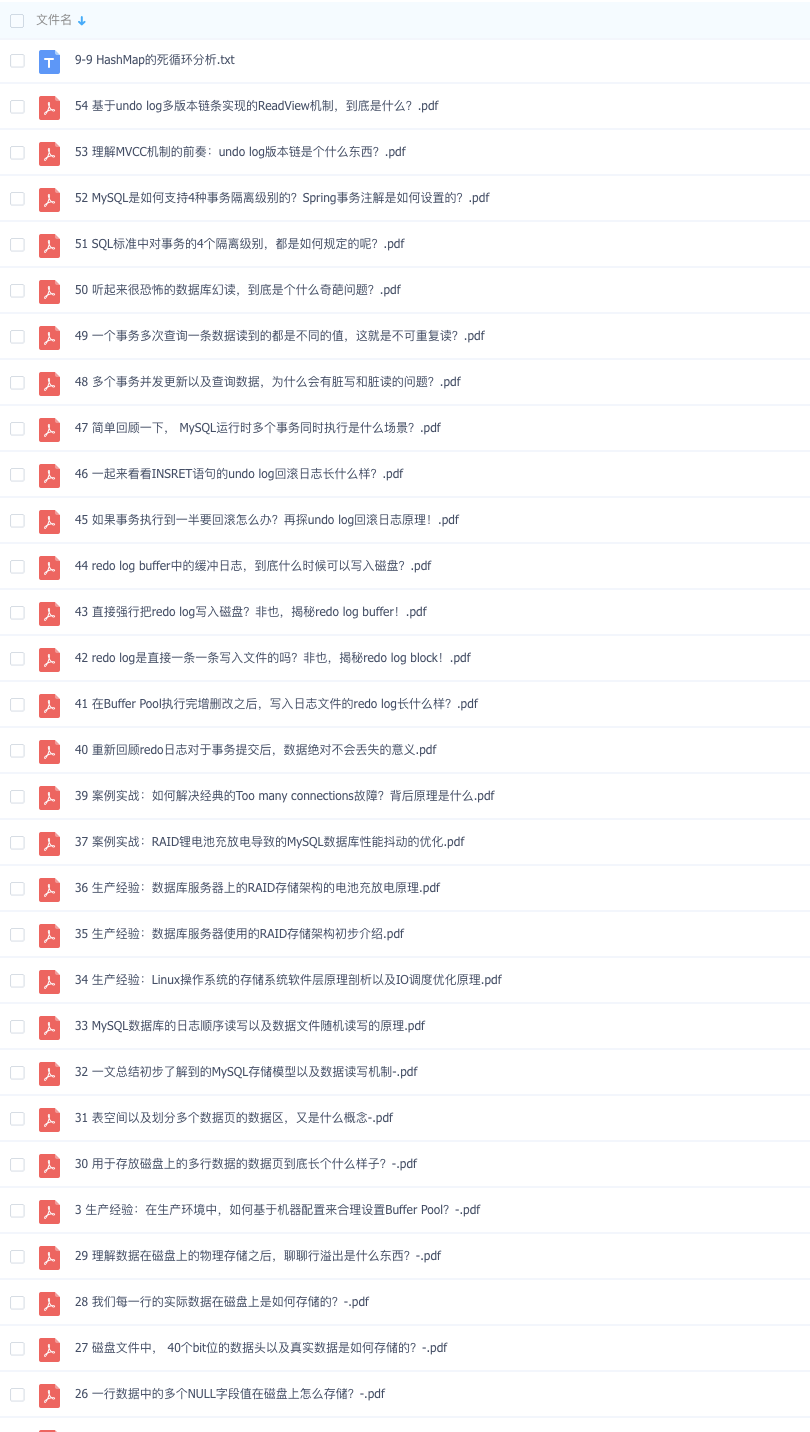 文件名
9-9 HashMap的死循环分析.txt
54 基于undo log多版本链条实现的ReadView机制，到底是什么？.pdf
53 理解MVCC机制的前奏：undo log版本链是个什么东西？.pdf
52 MySQL是如何支持4种事务隔离级别的？Spring事务注解是如何设置的？.pdf
51 SQL标准中对事务的4个隔离级别，都是如何规定的呢？.pdf
50 听起来很恐怖的数据库幻读，到底是个什么奇葩问题？.pdf
49 一个事务多次查询一条数据读到的都是不同的值，这就是不可重复读？.pdf
48 多个事务并发更新以及查询数据，为什么会有脏写和脏读的问题？.pdf
47 简单回顾一下， MySQL运行时多个事务同时执行是什么场景？.pdf
46 一起来看看INSRET语句的undo log回滚日志长什么样？.pdf
45 如果事务执行到一半要回滚怎么办？再探undo log回滚日志原理！.pdf
44 redo log buffer中的缓冲日志，到底什么时候可以写入磁盘？.pdf
43 直接强行把redo log写入磁盘？非也，揭秘redo log buffer！.pdf
42 redo log是直接一条一条写入文件的吗？非也，揭秘redo log block！.pdf
41 在Buffer Pool执行完增删改之后，写入日志文件的redo log长什么样？.pdf
40 重新回顾redo日志对于事务提交后，数据绝对不会丢失的意义.pdf
39 案例实战：如何解决经典的Too many connections故障？背后原理是什么.pdf
37 案例实战：RAID锂电池充放电导致的MySQL数据库性能抖动的优化.pdf
36 生产经验：数据库服务器上的RAID存储架构的电池充放电原理.pdf
35 生产经验：数据库服务器使用的RAID存储架构初步介绍.pdf
34 生产经验：Linux操作系统的存储系统软件层原理剖析以及IO调度优化原理.pdf
33 MySQL数据库的日志顺序读写以及数据文件随机读写的原理.pdf
32 一文总结初步了解到的MySQL存储模型以及数据读写机制-.pdf
31 表空间以及划分多个数据页的数据区，又是什么概念-.pdf
30 用于存放磁盘上的多行数据的数据页到底长个什么样子？-.pdf
3 生产经验：在生产环境中，如何基于机器配置来合理设置Buffer Pool？-.pdf
29 理解数据在磁盘上的物理存储之后，聊聊行溢出是什么东西？-.pdf
28 我们每一行的实际数据在磁盘上是如何存储的？-.pdf
27 磁盘文件中， 40个bit位的数据头以及真实数据是如何存储的？-.pdf
26 一行数据中的多个NULL字段值在磁盘上怎么存储？-.pdf